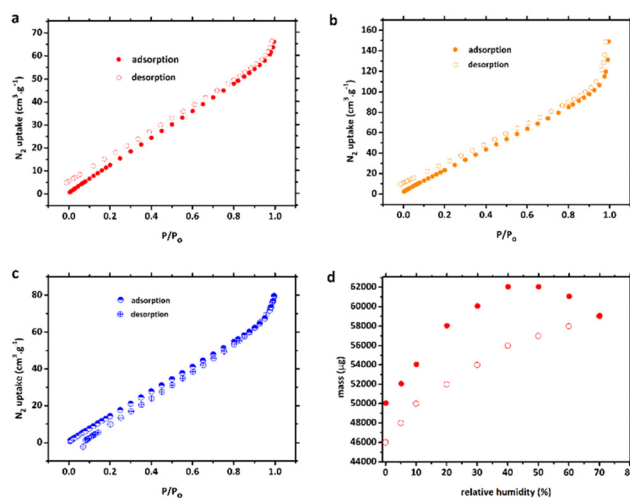 a
70
60
50
40
30
20
10
0
N₂ uptake (cm³·g⁻¹)
adsorption
desorption
0.0 0.2 0.4 0.6 0.8 1.0
P/P₀
b
160
140
120
100
80
60
40
20
0
N₂ uptake (cm³·g⁻¹)
adsorption
desorption
0.0 0.2 0.4 0.6 0.8 1.0
P/P₀
c
80
60
40
20
0
N₂ uptake (cm³·g⁻¹)
adsorption
desorption
0.0 0.2 0.4 0.6 0.8 1.0
P/P₀
d
62000
60000
58000
56000
54000
52000
50000
48000
46000
44000
mass (µg)
0 10 20 30 40 50 60 70 80
relative humidity (%)